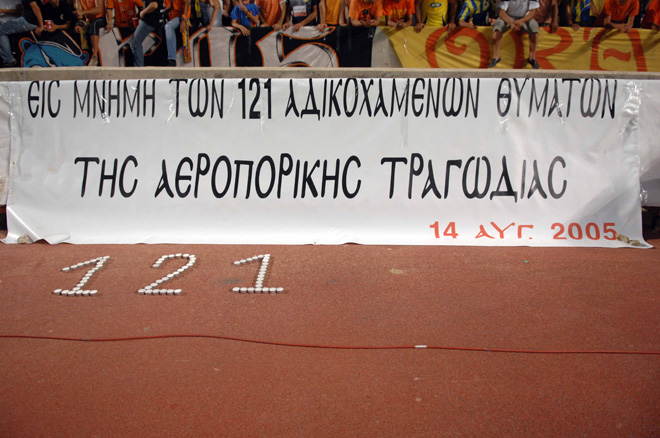 ΕΙΣ ΜΝΗΜΗ ΤΩΝ 121 ΑΔΙΚΟΧΑΜΕΝΩΝ ΘΥΜΑΤΩΝ
ΤΗΣ ΑΕΡΟΠΟΡΙΚΗΣ ΤΡΑΓΩΔΙΑΣ
14 ΑΥΓ 2005
121